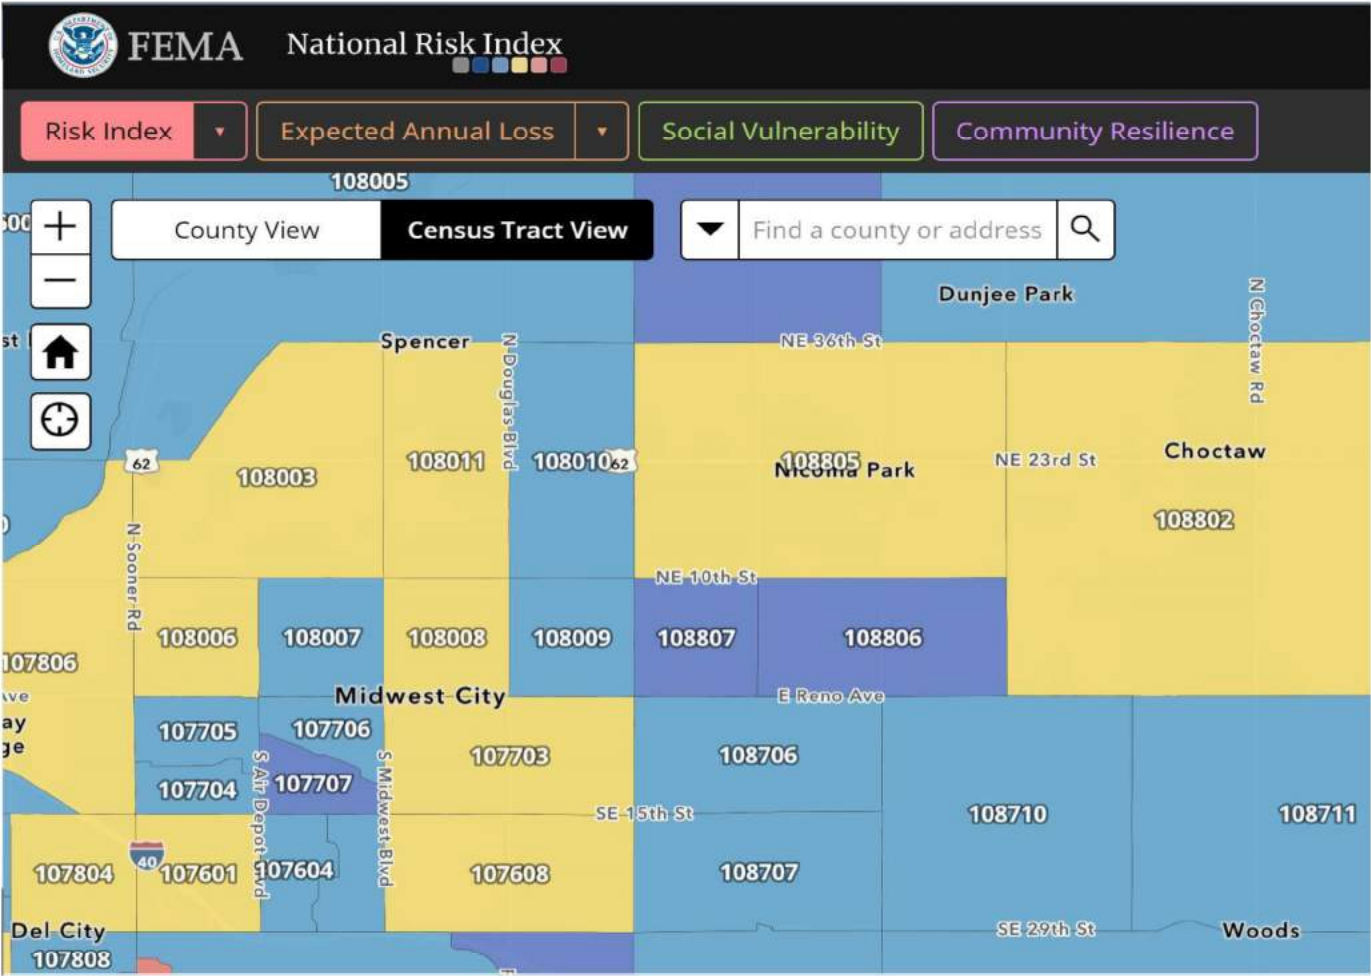 FEMA
National Risk Index
Risk Index
Expected Annual Loss
Social Vulnerability
Community Resilience
108005
County View
Census Tract View
Find a county or address
Dunjee Park
N Choctaw Rd
Spencer
N Douglas Blvd
NE 36th St
62
108003
108011
108010
62
108805
Nicoma Park
NE 23rd St
Choctaw
108802
N Sooner Rd
NE 10th St
108006
108007
108008
108009
108807
108806
107806
Midwest City
E Reno Ave
107705
107706
107703
108706
107704
107707
S Air Depot Blvd
S Midwest Blvd
SE 15th St
108710
108711
107804
40
107601
107604
107608
108707
Del City
SE 29th St
Woods
107808